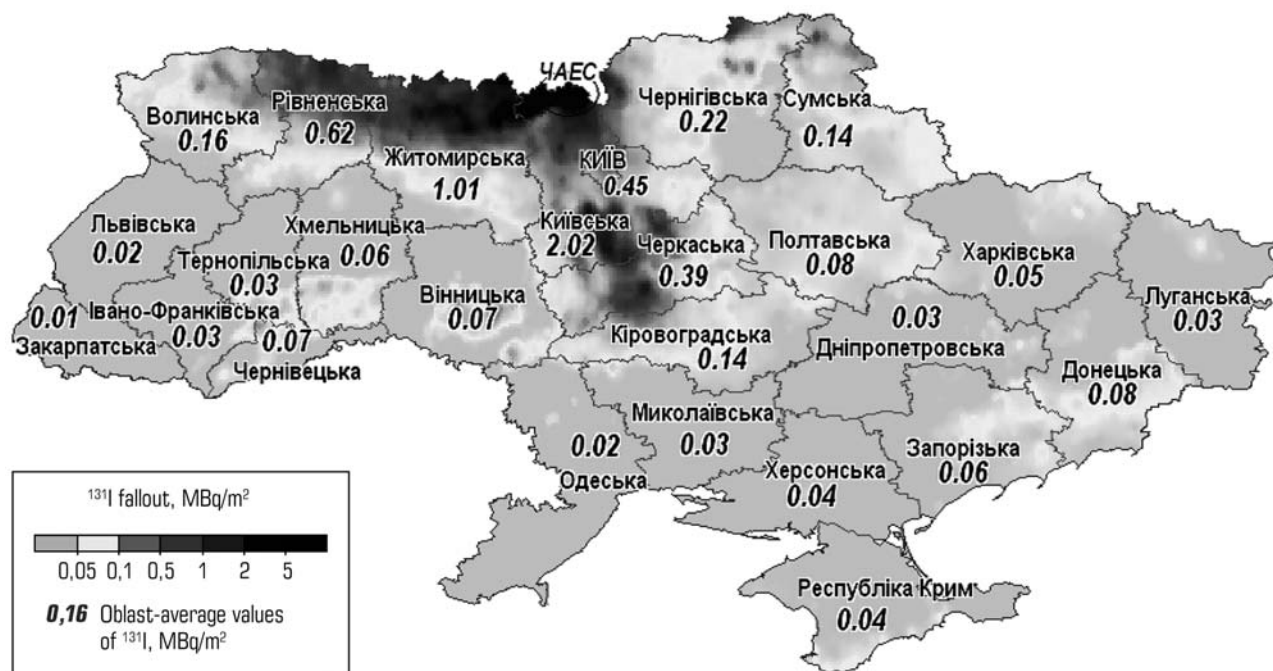 ЧАЕС
Волинська
0.16
Рівненська
0.62
Житомирська
1.01
КИЇВ
0.45
Київська
2.02
Чернігівська
0.22
Сумська
0.14
Львівська
0.02
Тернопільська
0.03
Хмельницька
0.06
Вінницька
0.07
Черкаська
0.39
Полтавська
0.08
Харківська
0.05
Луганська
0.03
0.01
Закарпатська
Івано-Франківська
0.03
0.07
Чернівецька
Кіровоградська
0.14
0.03
Дніпропетровська
Донецька
0.08
0.02
Одеська
Миколаївська
0.03
Херсонська
0.04
Запорізька
0.06
Республіка Крим
0.04
¹³¹I fallout, MBq/m²
0,05 0,1 0,5 1 2 5
0,16 Oblast-average values
of ¹³¹I, MBq/m²